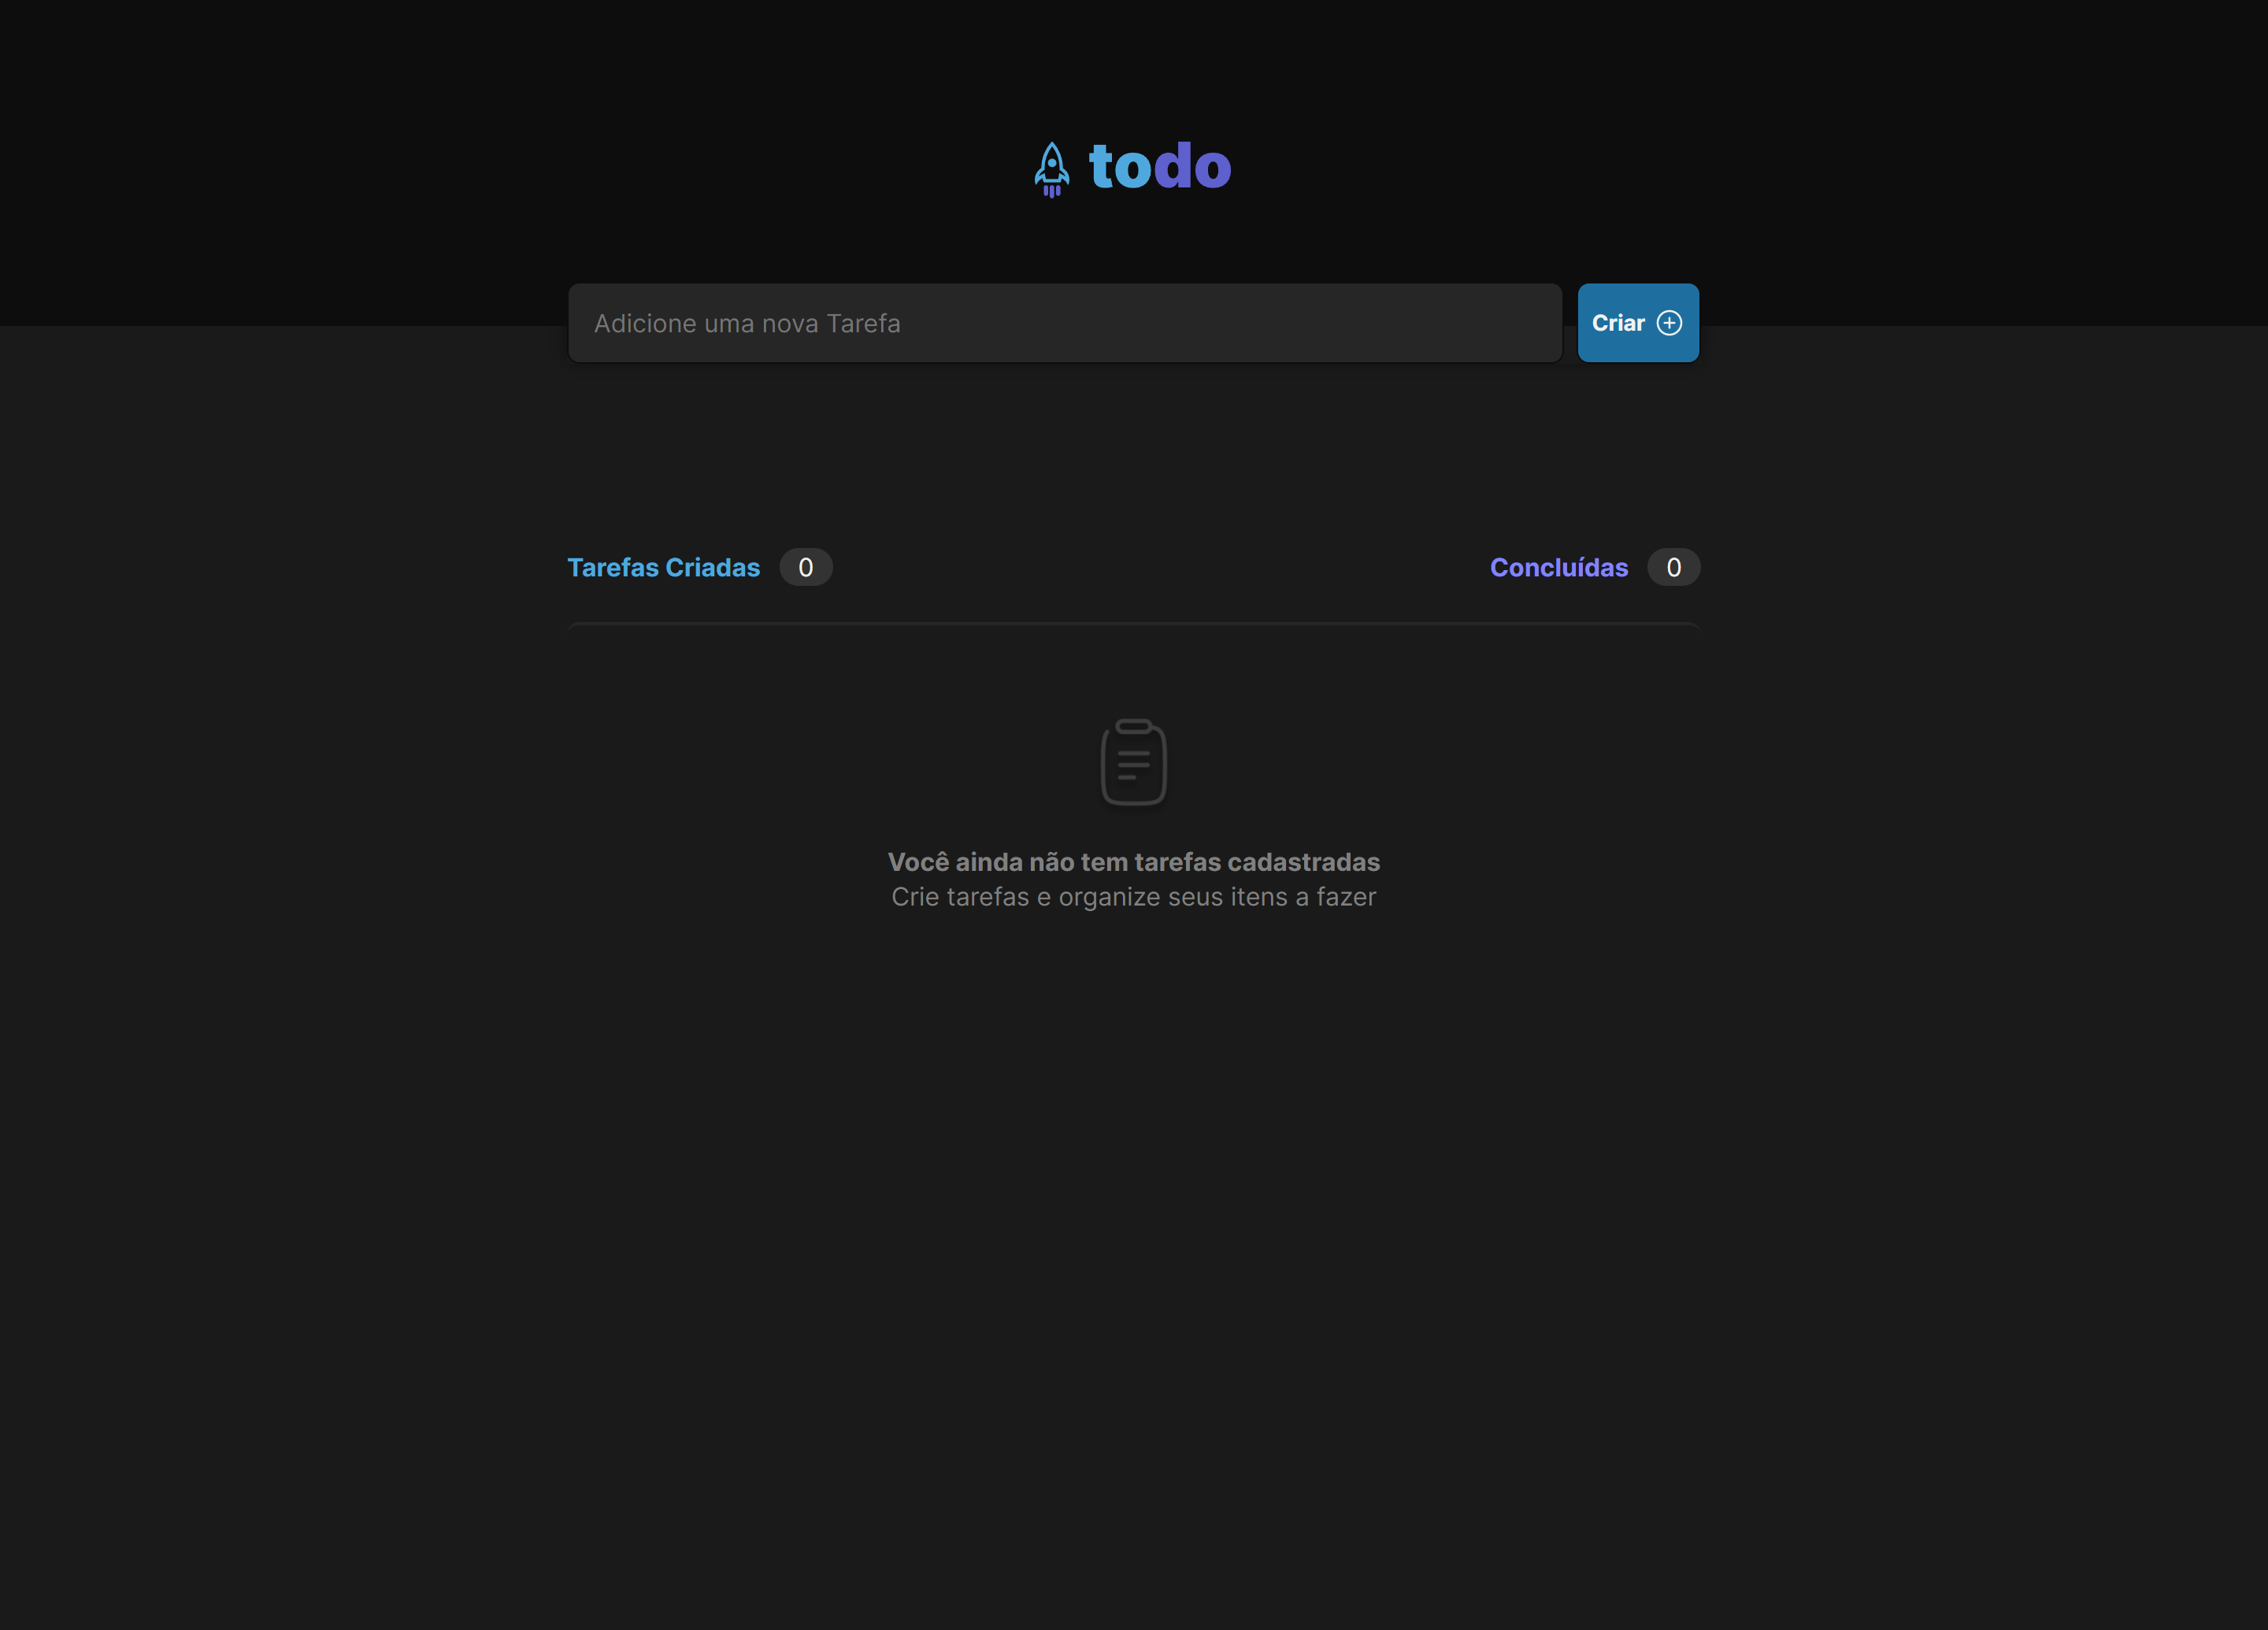 todo
Adicione uma nova Tarefa
Criar
Tarefas Criadas 0
Concluídas 0
Você ainda não tem tarefas cadastradas
Crie tarefas e organize seus itens a fazer